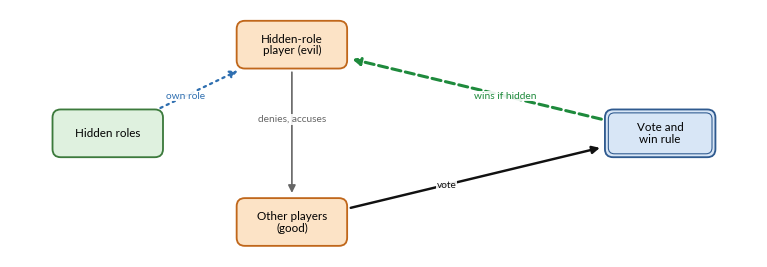 Hidden-role
player (evil)
own role
wins if hidden
denies, accuses
Hidden roles
Vote and
win rule
vote
Other players
(good)